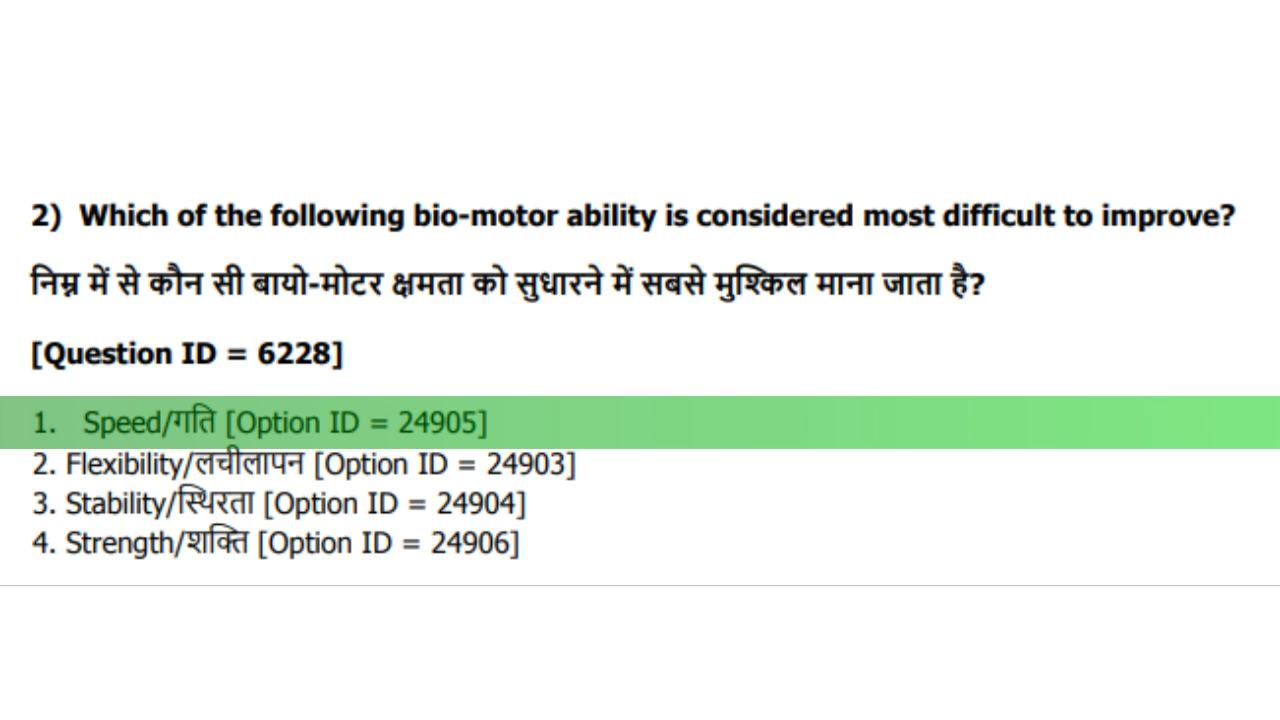 2) Which of the following bio-motor ability is considered most difficult to improve?
निम्न में से कौन सी बायो-मोटर क्षमता को सुधारने में सबसे मुश्किल माना जाता है?
[Question ID = 6228]
1. Speed/गति [Option ID = 24905]
2. Flexibility/लचीलापन [Option ID = 24903]
3. Stability/स्थिरता [Option ID = 24904]
4. Strength/शक्ति [Option ID = 24906]